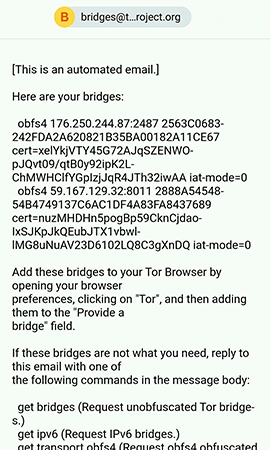 B bridges@t...roject.org
[This is an automated email.]
Here are your bridges:
obfs4 176.250.244.87:2487 2563C0683-
242FDA2A620821B35BA00182A11CE67
cert=xelYkjVTY45G72AJqSZENWO-
pJQvt09/qtB0y92ipK2L-
ChMWHClfYGpIzjJqR4JTh32iwAA iat-mode=0
obfs4 59.167.129.32:8011 2888A54548-
54B4749137C6AC1DF4A83FA8437689
cert=nuzMHDHn5pogBp59CknCjdao-
IxSJKpJkQEubJTX1vbwl-
lMG8uNuAV23D6102LQ8C3gXnDQ iat-mode=0
Add these bridges to your Tor Browser by
opening your browser
preferences, clicking on "Tor", and then adding
them to the "Provide a
bridge" field.
If these bridges are not what you need, reply to
this email with one of
the following commands in the message body:
get bridges (Request unobfuscated Tor bridge-
s.)
get ipv6 (Request IPv6 bridges.)
get transport obfs4 (Request obfs4 obfuscated